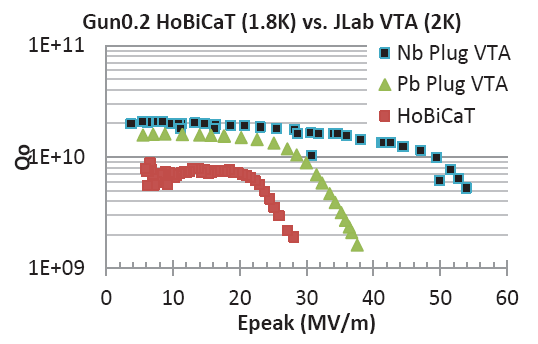 Gun0.2 HoBiCaT (1.8K) vs. JLab VTA (2K)
1E+11
Nb Plug VTA
Pb Plug VTA
HoBiCaT
Qo
1E+10
1E+09
0 10 20 30 40 50 60
Epeak (MV/m)